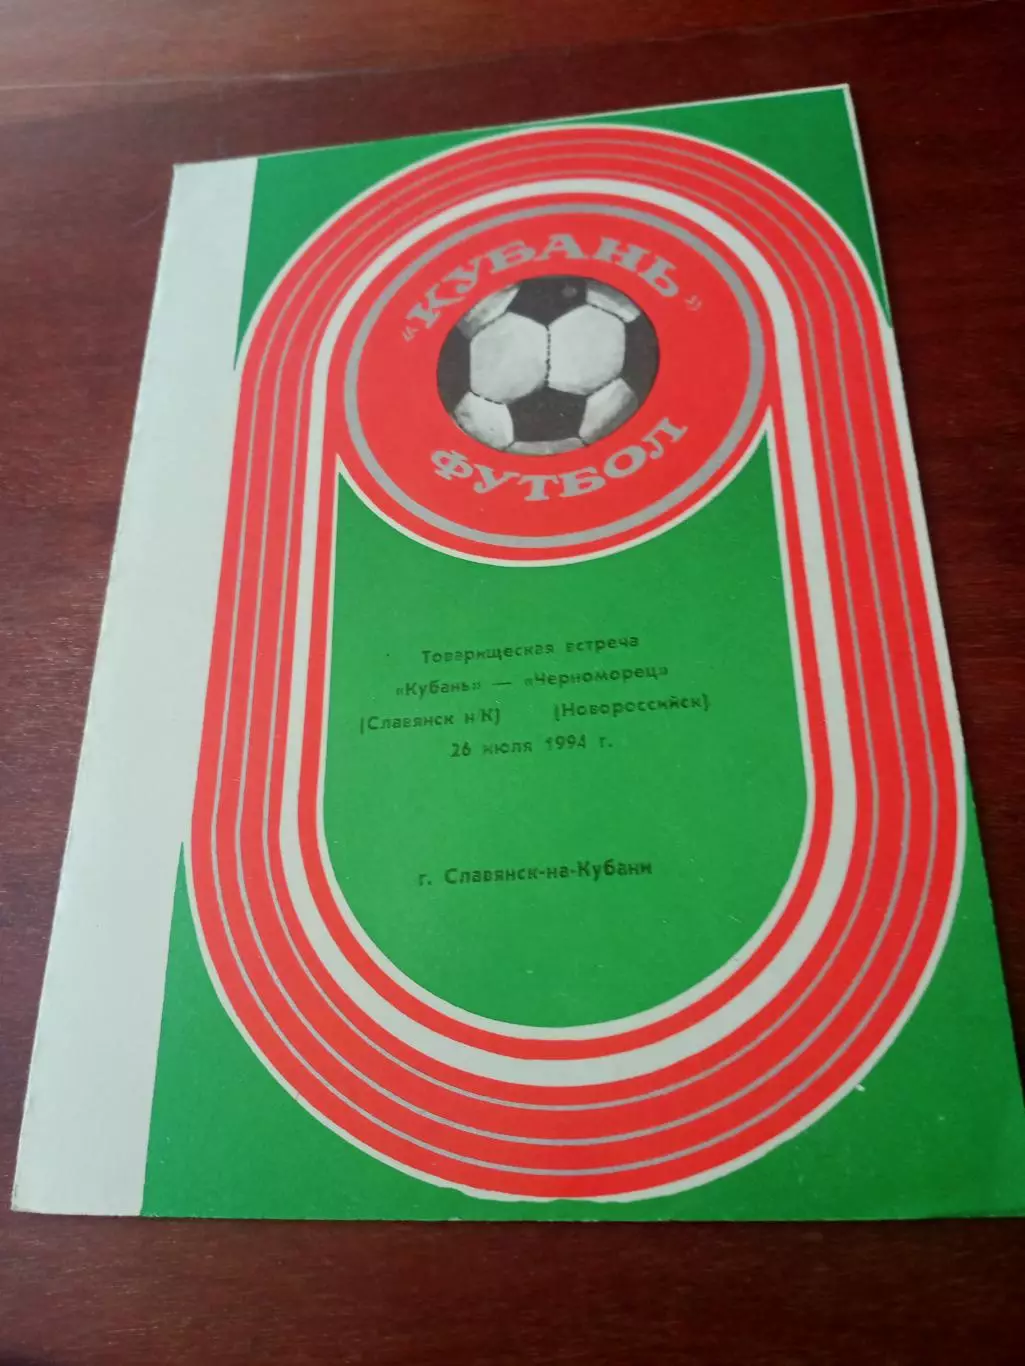 «КУБАНЬ»
ФУТБОЛ
Товарищеская встреча
«Кубань» — «Черноморец»
(Славянск н/К) (Новороссийск)
26 июля 1994 г.
г. Славянск-на-Кубани